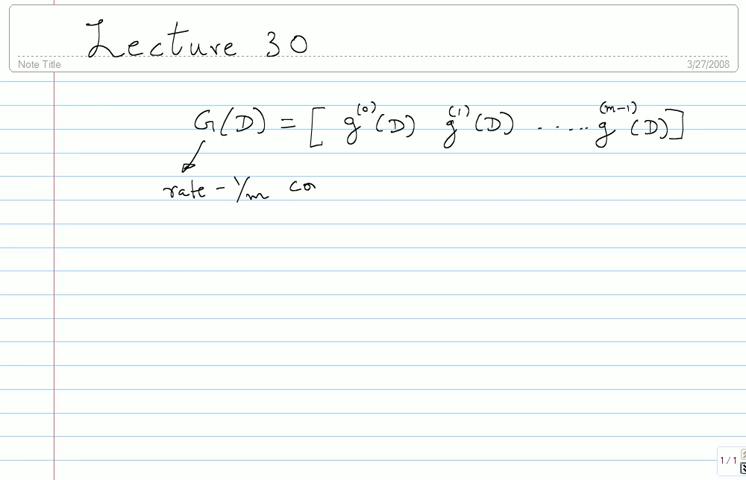 Lecture 30
Note Title
3/27/2008
G(D) = [ g^(0)(D) g^(1)(D) ..... g^(m-1)(D) ]
rate - 1/m co
1 / 1